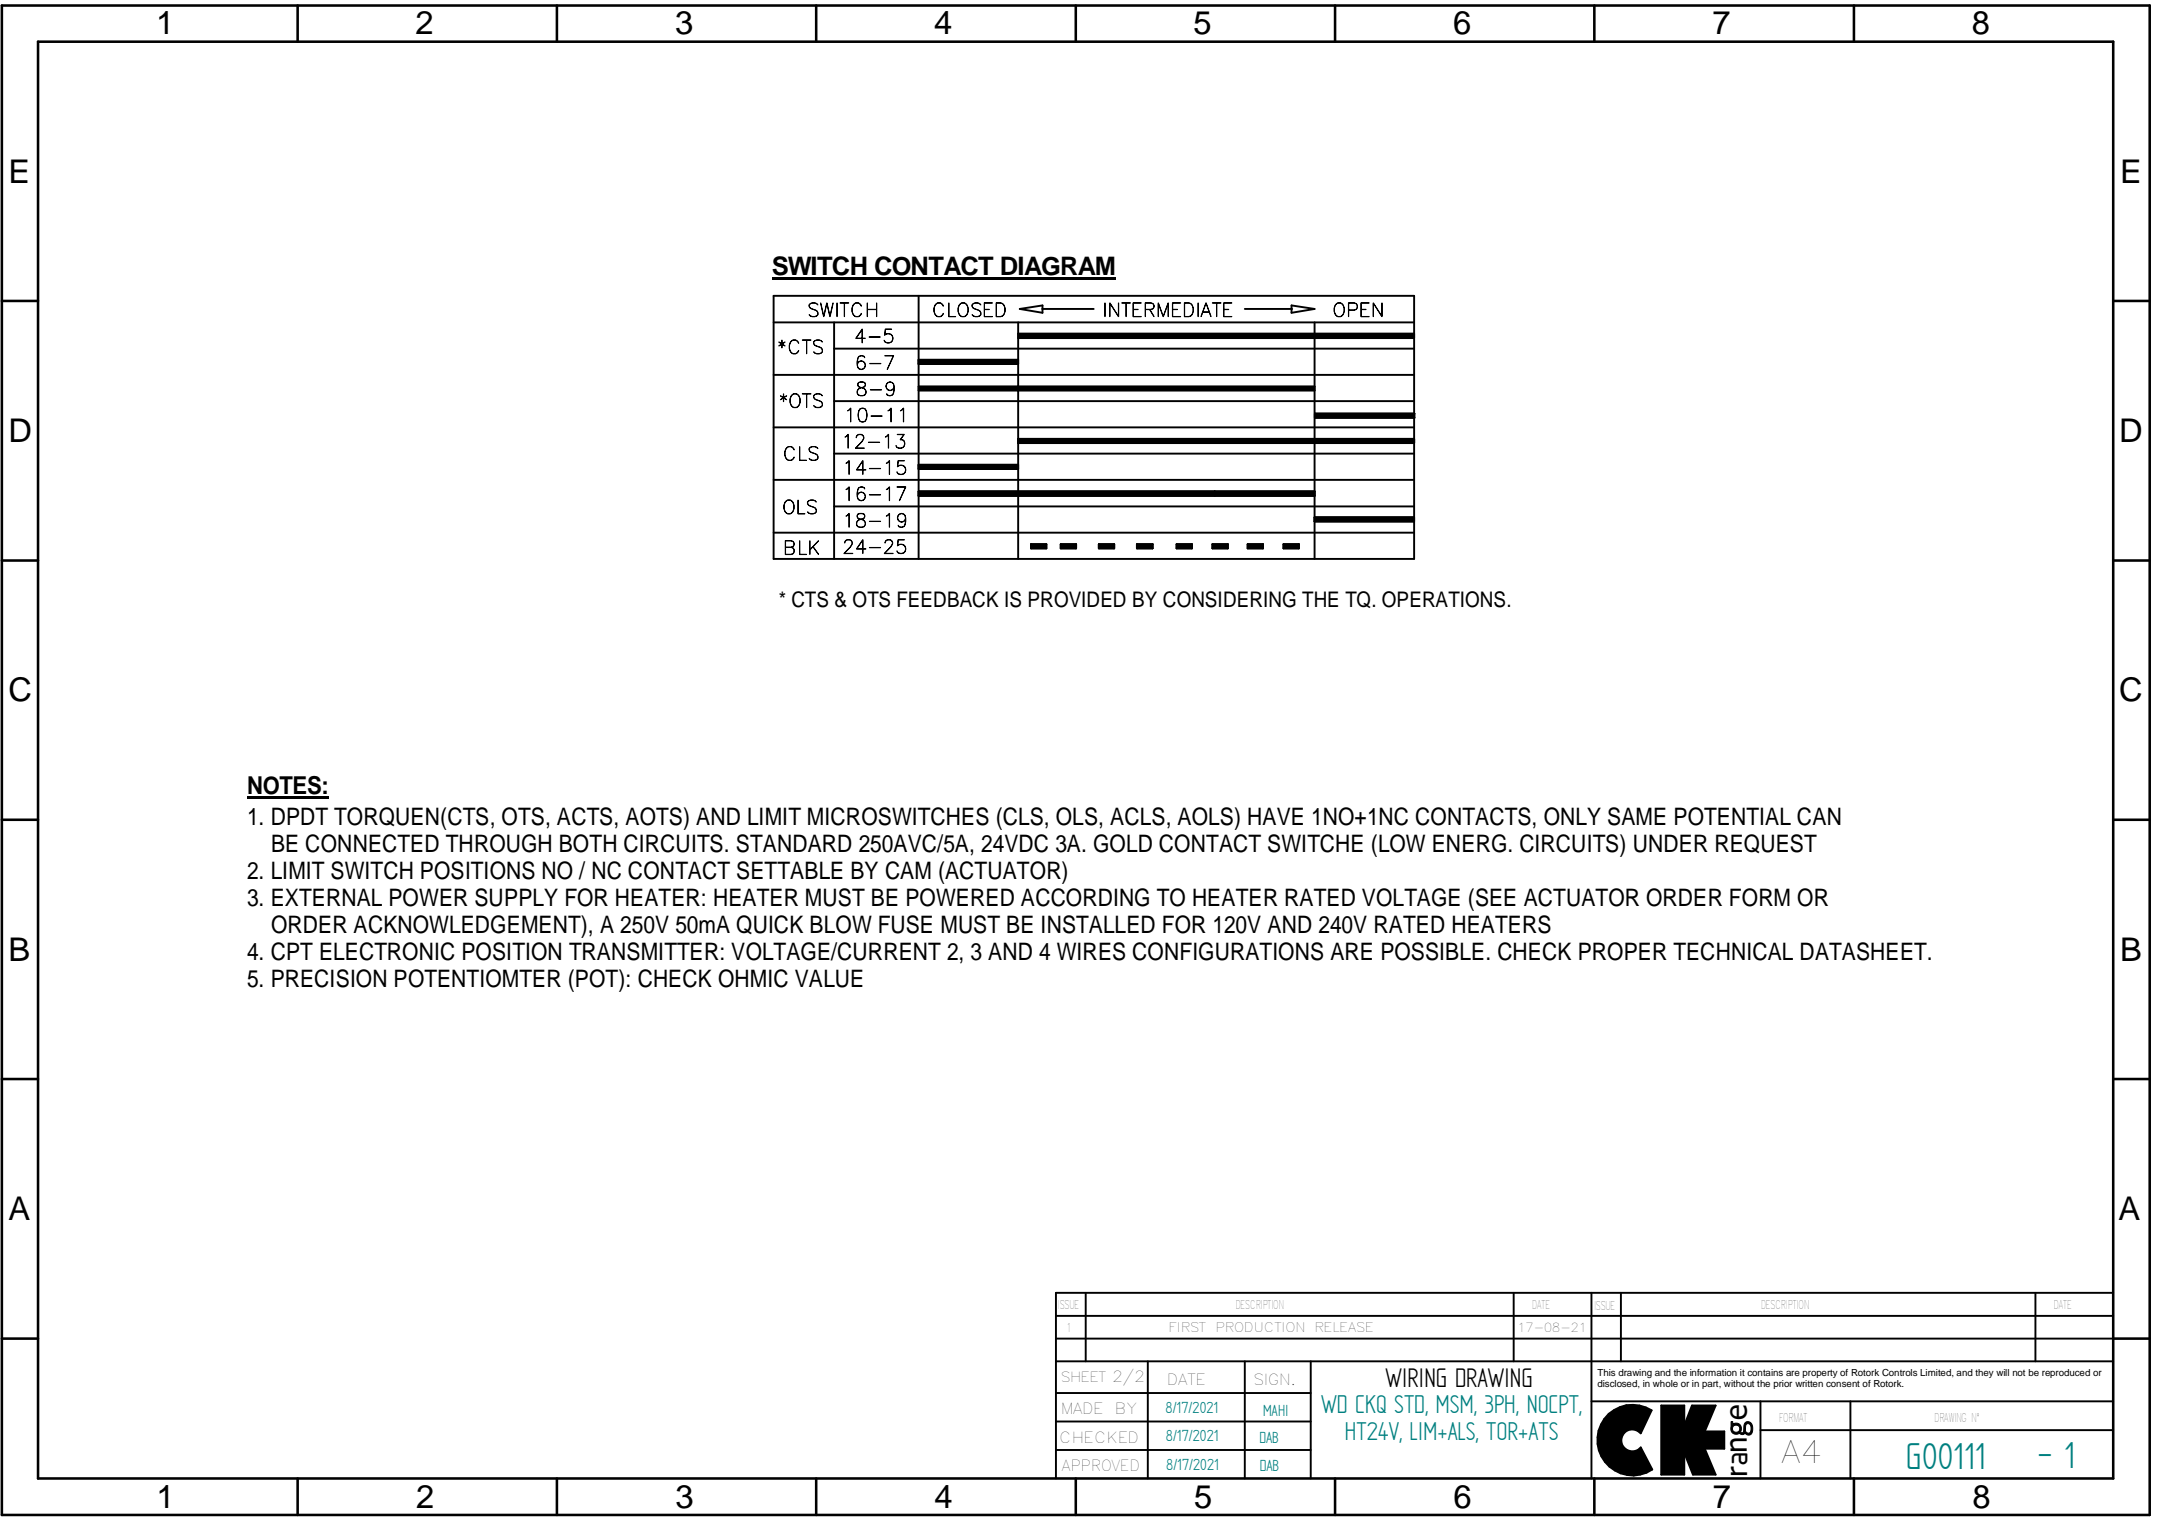 1 2 3 4 5 6 7 8
E E
SWITCH CONTACT DIAGRAM
SWITCH CLOSED INTERMEDIATE OPEN
*CTS 4-5
6-7
*OTS 8-9
10-11
D D
CLS 12-13
14-15
OLS 16-17
18-19
BLK 24-25
* CTS & OTS FEEDBACK IS PROVIDED BY CONSIDERING THE TQ. OPERATIONS.
C C
NOTES:
1. DPDT TORQUEN(CTS, OTS, ACTS, AOTS) AND LIMIT MICROSWITCHES (CLS, OLS, ACLS, AOLS) HAVE 1NO+1NC CONTACTS, ONLY SAME POTENTIAL CAN
BE CONNECTED THROUGH BOTH CIRCUITS. STANDARD 250AVC/5A, 24VDC 3A. GOLD CONTACT SWITCHE (LOW ENERG. CIRCUITS) UNDER REQUEST
2. LIMIT SWITCH POSITIONS NO / NC CONTACT SETTABLE BY CAM (ACTUATOR)
3. EXTERNAL POWER SUPPLY FOR HEATER: HEATER MUST BE POWERED ACCORDING TO HEATER RATED VOLTAGE (SEE ACTUATOR ORDER FORM OR
ORDER ACKNOWLEDGEMENT), A 250V 50mA QUICK BLOW FUSE MUST BE INSTALLED FOR 120V AND 240V RATED HEATERS
4. CPT ELECTRONIC POSITION TRANSMITTER: VOLTAGE/CURRENT 2, 3 AND 4 WIRES CONFIGURATIONS ARE POSSIBLE. CHECK PROPER TECHNICAL DATASHEET.
5. PRECISION POTENTIOMTER (POT): CHECK OHMIC VALUE
B B
A A
ISSUE DESCRIPTION DATE ISSUE DESCRIPTION DATE
1 FIRST PRODUCTION RELEASE 17-08-21
SHEET 2/2 DATE SIGN.
MADE BY 8/17/2021 MAHI
CHECKED 8/17/2021 DAB
APPROVED 8/17/2021 DAB
WIRING DRAWING
WD CKQ STD, MSM, 3PH, NOCPT,
HT24V, LIM+ALS, TOR+ATS
This drawing and the information it contains are property of Rotork Controls Limited, and they will not be reproduced or
disclosed, in whole or in part, without the prior written consent of Rotork.
CK range
FORMAT DRAWING N°
A4 G00111 - 1
1 2 3 4 5 6 7 8